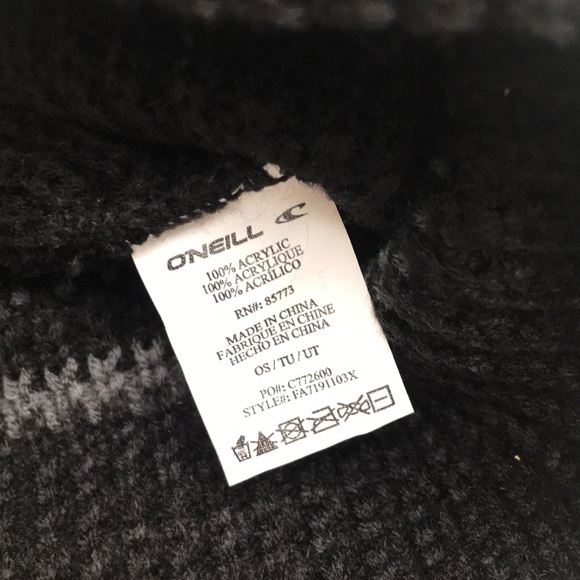 O'NEILL
100% ACRYLIC
100% ACRYLIQUE
100% ACRÍLICO
RN#: 85773
MADE IN CHINA
FABRIQUE EN CHINE
HECHO EN CHINA
OS / TU / UT
PO#: C772600
STYLE#: FA7191103X